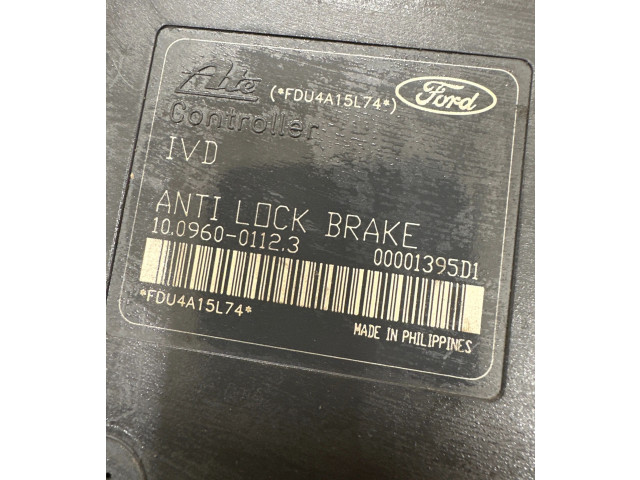 Ate (*FDU4A15L74*) Ford
Controller
IVD
ANTI LOCK BRAKE
10.0960-0112.3 00001395D1
*FDU4A15L74*
MADE IN PHILIPPINES